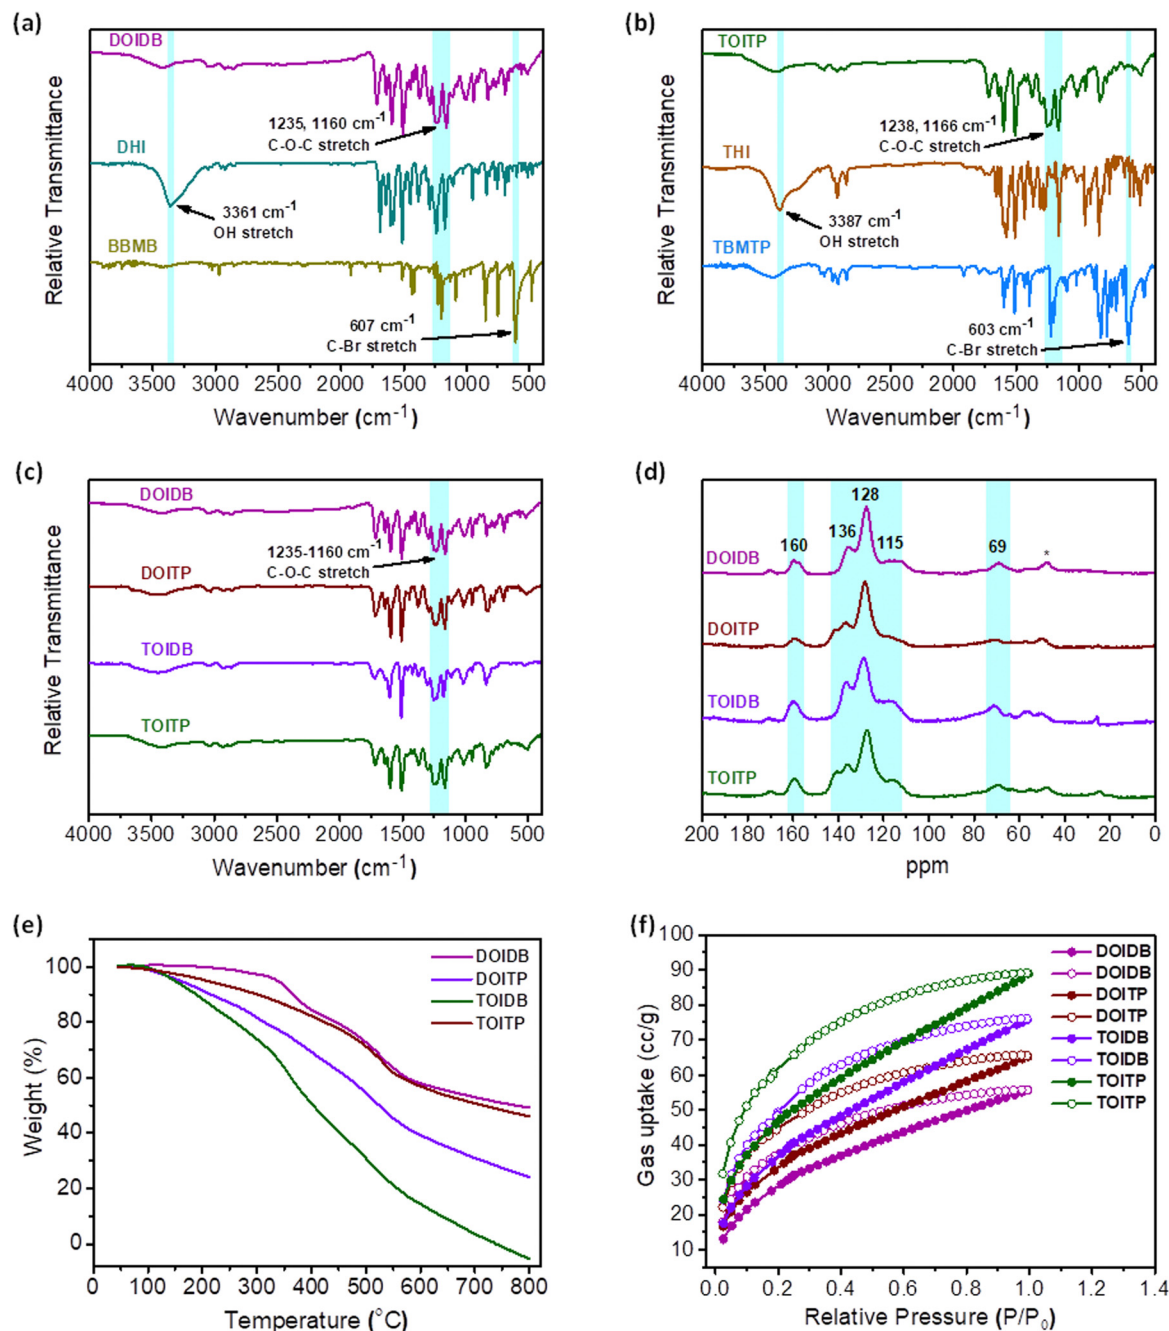 (a)
DOIDB
1235, 1160 cm⁻¹
C-O-C stretch
DHI
3361 cm⁻¹
OH stretch
BBMB
607 cm⁻¹
C-Br stretch
Relative Transmittance
4000 3500 3000 2500 2000 1500 1000 500
Wavenumber (cm⁻¹)
(b)
TOITP
1238, 1166 cm⁻¹
C-O-C stretch
THI
3387 cm⁻¹
OH stretch
TBMTP
603 cm⁻¹
C-Br stretch
Relative Transmittance
4000 3500 3000 2500 2000 1500 1000 500
Wavenumber (cm⁻¹)
(c)
DOIDB
1235-1160 cm⁻¹
C-O-C stretch
DOITP
TOIDB
TOITP
Relative Transmittance
4000 3500 3000 2500 2000 1500 1000 500
Wavenumber (cm⁻¹)
(d)
128
160 136 115 69 *
DOIDB
DOITP
TOIDB
TOITP
200 180 160 140 120 100 80 60 40 20 0
ppm
(e)
DOIDB
DOITP
TOIDB
TOITP
100
80
60
40
20
0
Weight (%)
0 100 200 300 400 500 600 700 800
Temperature (°C)
(f)
DOIDB
DOIDB
DOITP
DOITP
TOIDB
TOIDB
TOITP
TOITP
100
90
80
70
60
50
40
30
20
10
Gas uptake (cc/g)
0.0 0.2 0.4 0.6 0.8 1.0 1.2 1.4
Relative Pressure (P/P₀)